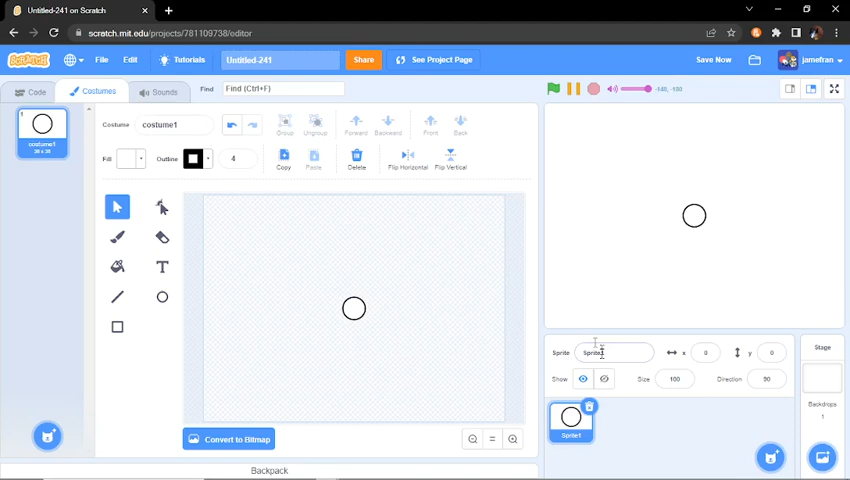 Untitled-241 on Scratch
scratch.mit.edu/projects/781109738/editor
SCRATCH
File
Edit
Tutorials
Untitled-241
Share
See Project Page
Save Now
jamefran
Code
Costumes
Sounds
Find
Find (Ctrl+F)
-148, -180
1
costume1
38 x 38
Costume
costume1
Group
Ungroup
Forward
Backward
Front
Back
Fill
Outline
4
Copy
Paste
Delete
Flip Horizontal
Flip Vertical
T
Convert to Bitmap
Sprite
x
0
y
0
Show
Size
100
Direction
90
Sprite1
Stage
Backdrops
1
Backpack